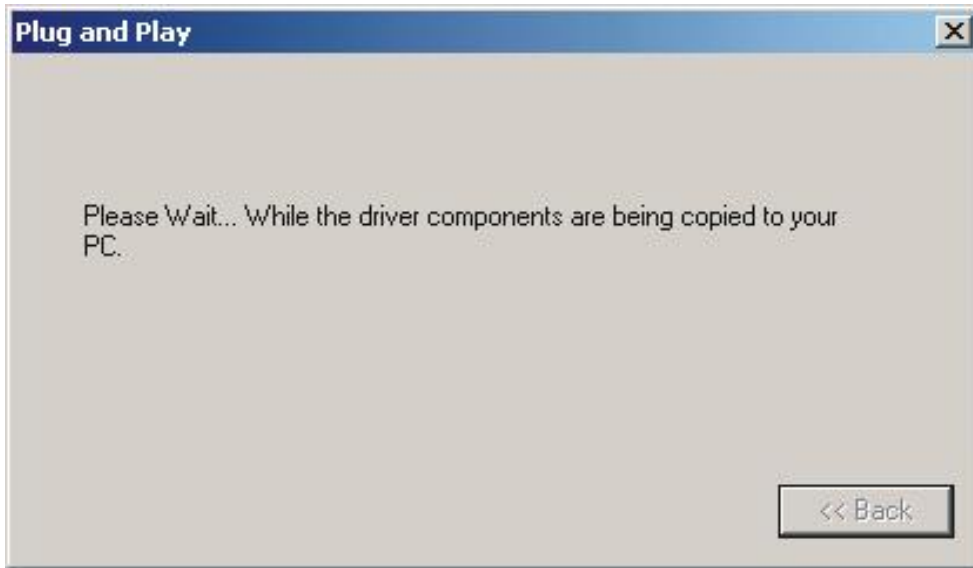 Plug and Play
Please Wait... While the driver components are being copied to your
PC.
<< Back